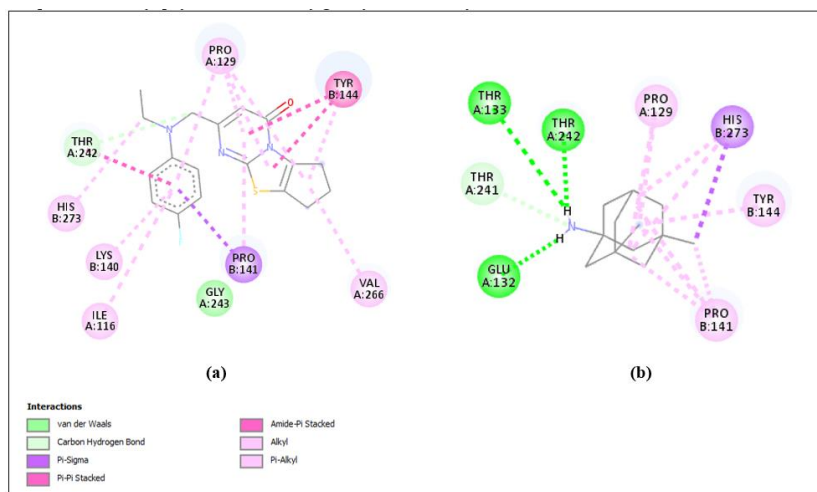 PRO
A:129
TYR
B:144
O
N
THR
A:242
N
N
S
HIS
B:273
LYS
B:140
PRO
B:141
GLY
A:243
VAL
A:266
ILE
A:116
(a)
THR
A:133
THR
A:242
PRO
A:129
HIS
B:273
THR
A:241
H
N
H
TYR
B:144
GLU
A:132
PRO
B:141
(b)
Interactions
van der Waals
Carbon Hydrogen Bond
Pi-Sigma
Pi-Pi Stacked
Amide-Pi Stacked
Alkyl
Pi-Alkyl